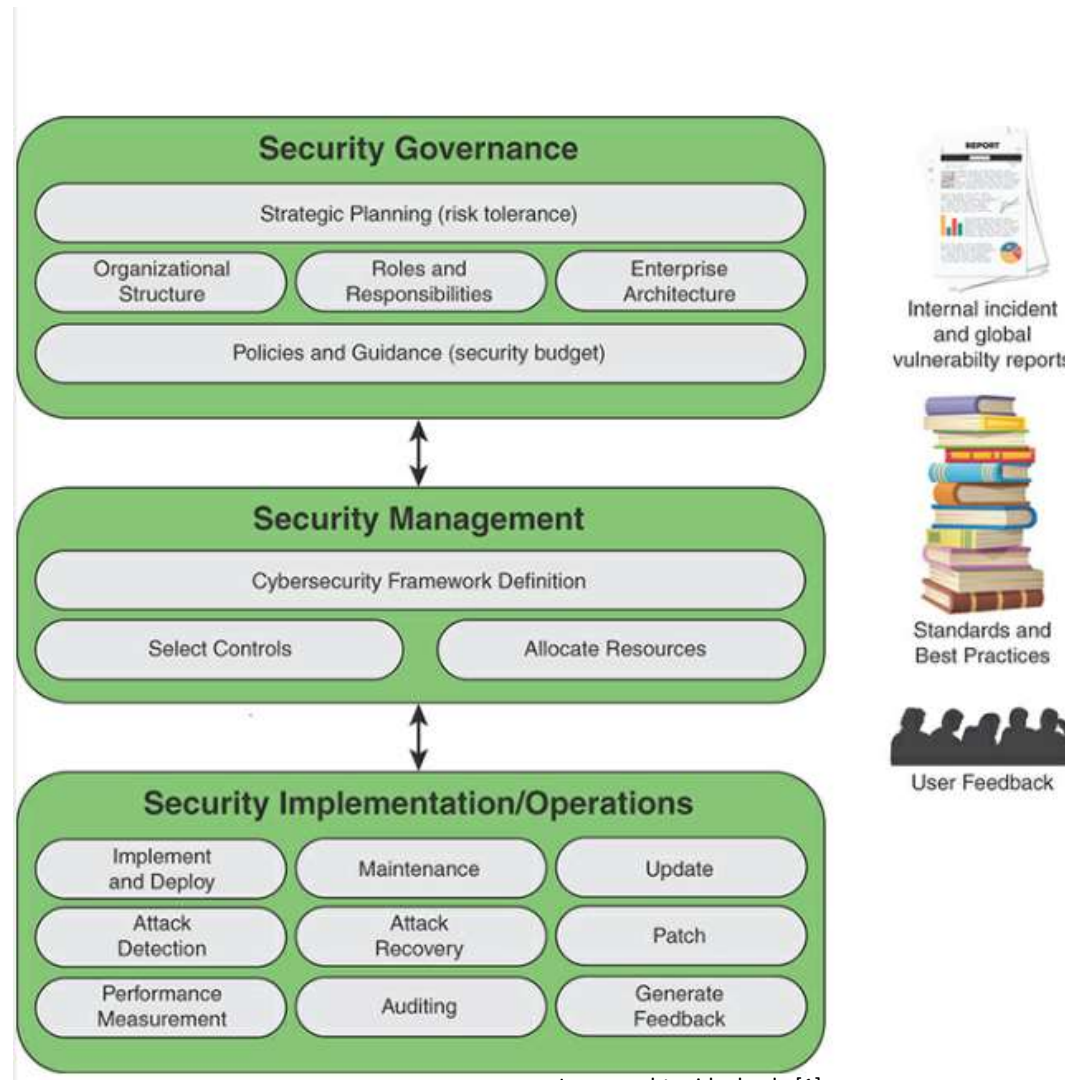 Security Governance
Strategic Planning (risk tolerance)
Organizational
Structure
Roles and
Responsibilities
Enterprise
Architecture
Policies and Guidance (security budget)
Security Management
Cybersecurity Framework Definition
Select Controls
Allocate Resources
Security Implementation/Operations
Implement
and Deploy
Maintenance
Update
Attack
Detection
Attack
Recovery
Patch
Performance
Measurement
Auditing
Generate
Feedback
REPORT
Internal incident
and global
vulnerabilty reports
Standards and
Best Practices
User Feedback